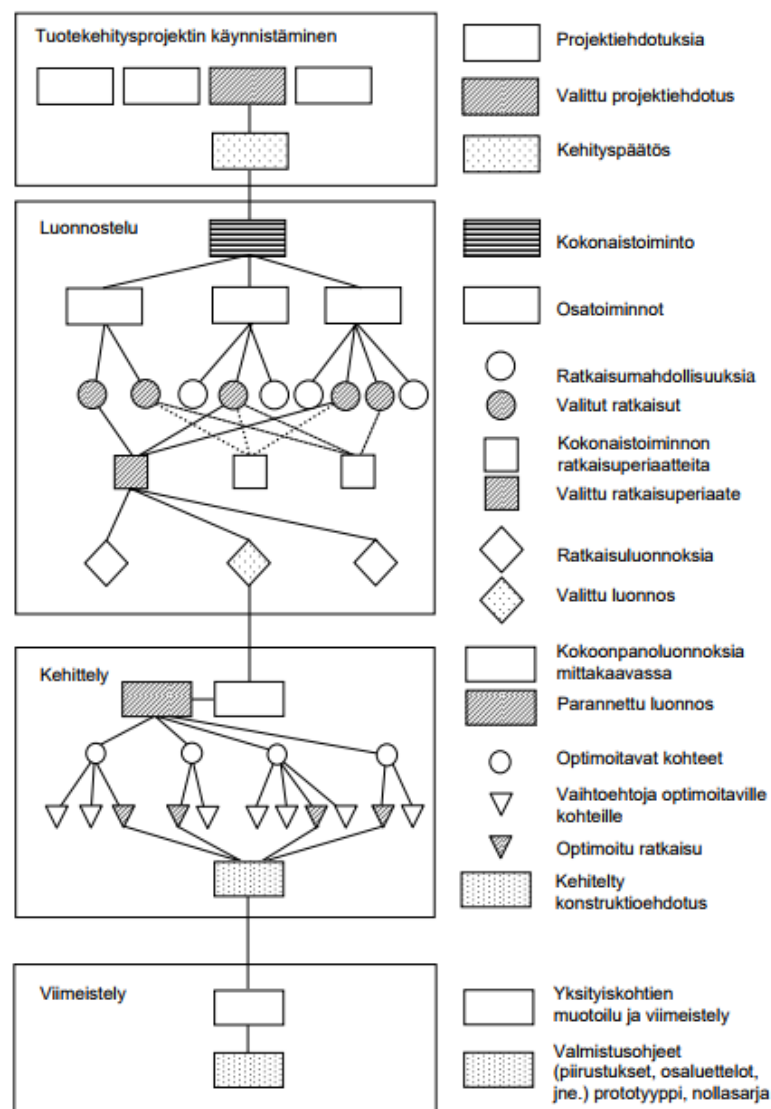 Tuotekehitysprojektin käynnistäminen
Projektiehdotuksia
Valittu projektiehdotus
Kehityspäätös
Luonnostelu
Kokonaistoiminto
Osatoiminnot
Ratkaisumahdollisuuksia
Valitut ratkaisut
Kokonaistoiminnon
ratkaisuperiaatteita
Valittu ratkaisuperiaate
Ratkaisuluonnoksia
Valittu luonnos
Kehittely
Kokoonpanoluonnoksia
mittakaavassa
Parannettu luonnos
Optimoitavat kohteet
Vaihtoehtoja optimoitaville
kohteille
Optimoitu ratkaisu
Kehitelty
konstruktioehdotus
Viimeistely
Yksityiskohtien
muotoilu ja viimeistely
Valmistusohjeet
(piirustukset, osaluettelot,
jne.) prototyyppi, nollasarja